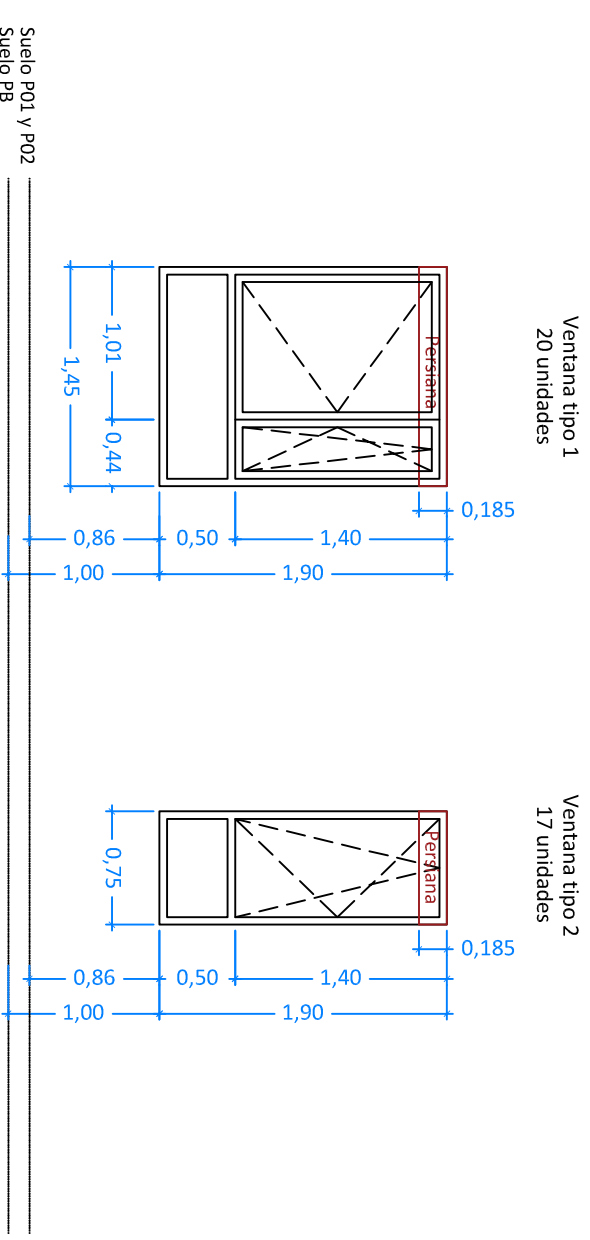 Ventana tipo 1
20 unidades
Persiana
0,185
1,40
0,50
0,86
1,90
1,00
1,01
0,44
1,45
Ventana tipo 2
17 unidades
Persiana
0,185
1,40
0,50
0,86
1,90
1,00
0,75
Suelo P01 y P02
Suelo PB